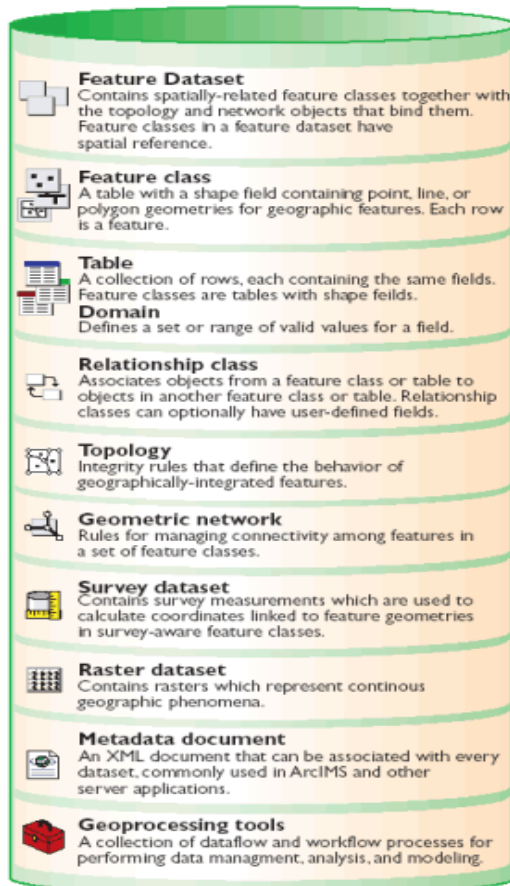 Feature Dataset
Contains spatially-related feature classes together with
the topology and network objects that bind them.
Feature classes in a feature dataset have
spatial reference.
Feature class
A table with a shape field containing point, line, or
polygon geometries for geographic features. Each row
is a feature.
Table
A collection of rows, each containing the same fields.
Feature classes are tables with shape feilds.
Domain
Defines a set or range of valid values for a field.
Relationship class
Associates objects from a feature class or table to
objects in another feature class or table. Relationship
classes can optionally have user-defined fields.
Topology
Integrity rules that define the behavior of
geographically-integrated features.
Geometric network
Rules for managing connectivity among features in
a set of feature classes.
Survey dataset
Contains survey measurements which are used to
calculate coordinates linked to feature geometries
in survey-aware feature classes.
Raster dataset
Contains rasters which represent continous
geographic phenomena.
Metadata document
An XML document that can be associated with every
dataset, commonly used in ArcIMS and other
server applications.
Geoprocessing tools
A collection of dataflow and workflow processes for
performing data managment, analysis, and modeling.